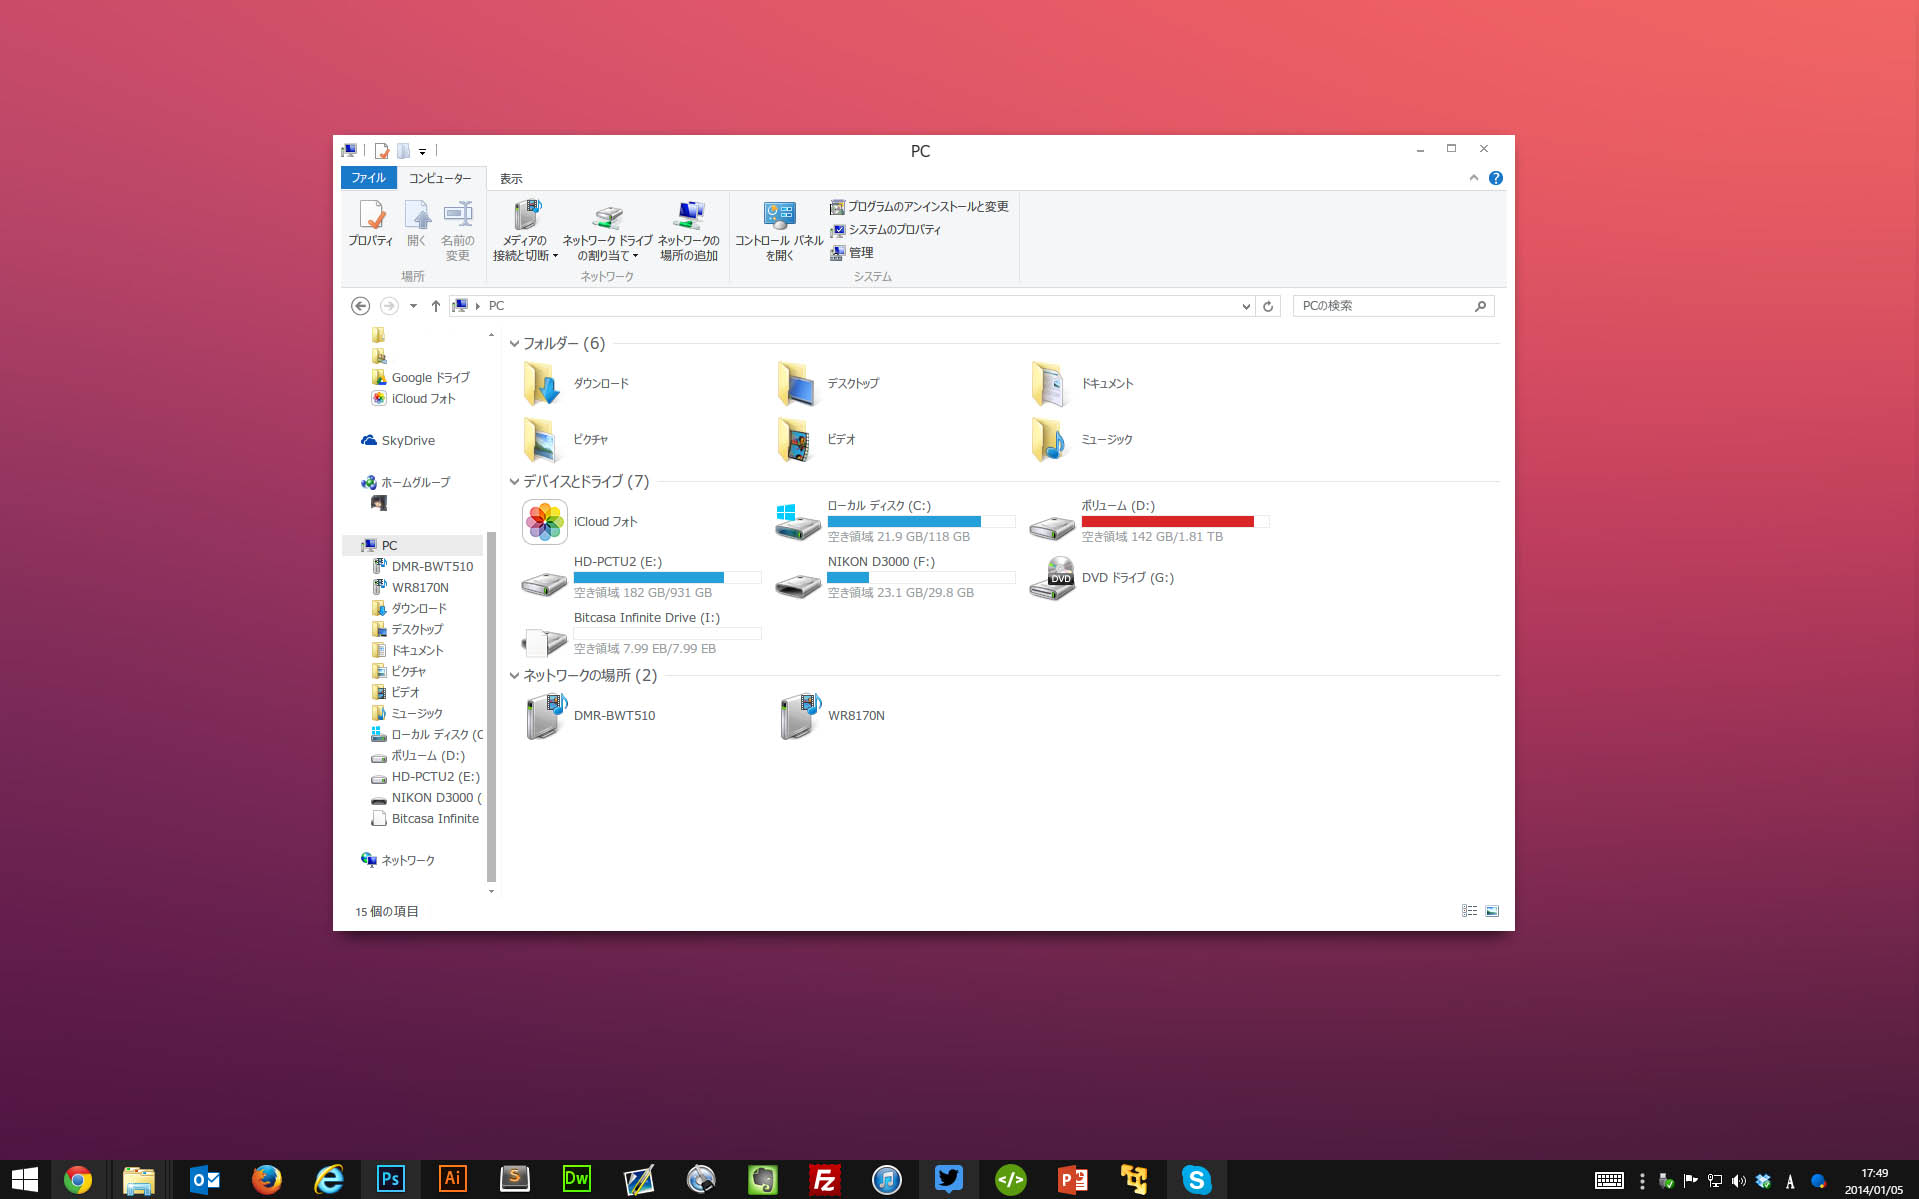 PC
ファイル
コンピューター
表示
プロパティ
開く
名前の
変更
場所
メディアの
接続と切断
ネットワーク ドライブ
の割り当て
ネットワークの
場所の追加
ネットワーク
コントロール パネル
を開く
プログラムのアンインストールと変更
システムのプロパティ
管理
システム
PC
PCの検索
Google ドライブ
iCloud フォト
SkyDrive
ホームグループ
PC
DMR-BWT510
WR8170N
ダウンロード
デスクトップ
ドキュメント
ピクチャ
ビデオ
ミュージック
ローカル ディスク (C
ボリューム (D:)
HD-PCTU2 (E:)
NIKON D3000 (
Bitcasa Infinite
ネットワーク
フォルダー (6)
ダウンロード
デスクトップ
ドキュメント
ピクチャ
ビデオ
ミュージック
デバイスとドライブ (7)
iCloud フォト
ローカル ディスク (C:)
空き領域 21.9 GB/118 GB
ボリューム (D:)
空き領域 142 GB/1.81 TB
HD-PCTU2 (E:)
空き領域 182 GB/931 GB
NIKON D3000 (F:)
空き領域 23.1 GB/29.8 GB
DVD
DVD ドライブ (G:)
Bitcasa Infinite Drive (I:)
空き領域 7.99 EB/7.99 EB
ネットワークの場所 (2)
DMR-BWT510
WR8170N
15 個の項目
Ps
Ai
S
Dw
Fz
</>
A
17:49
2014/01/05